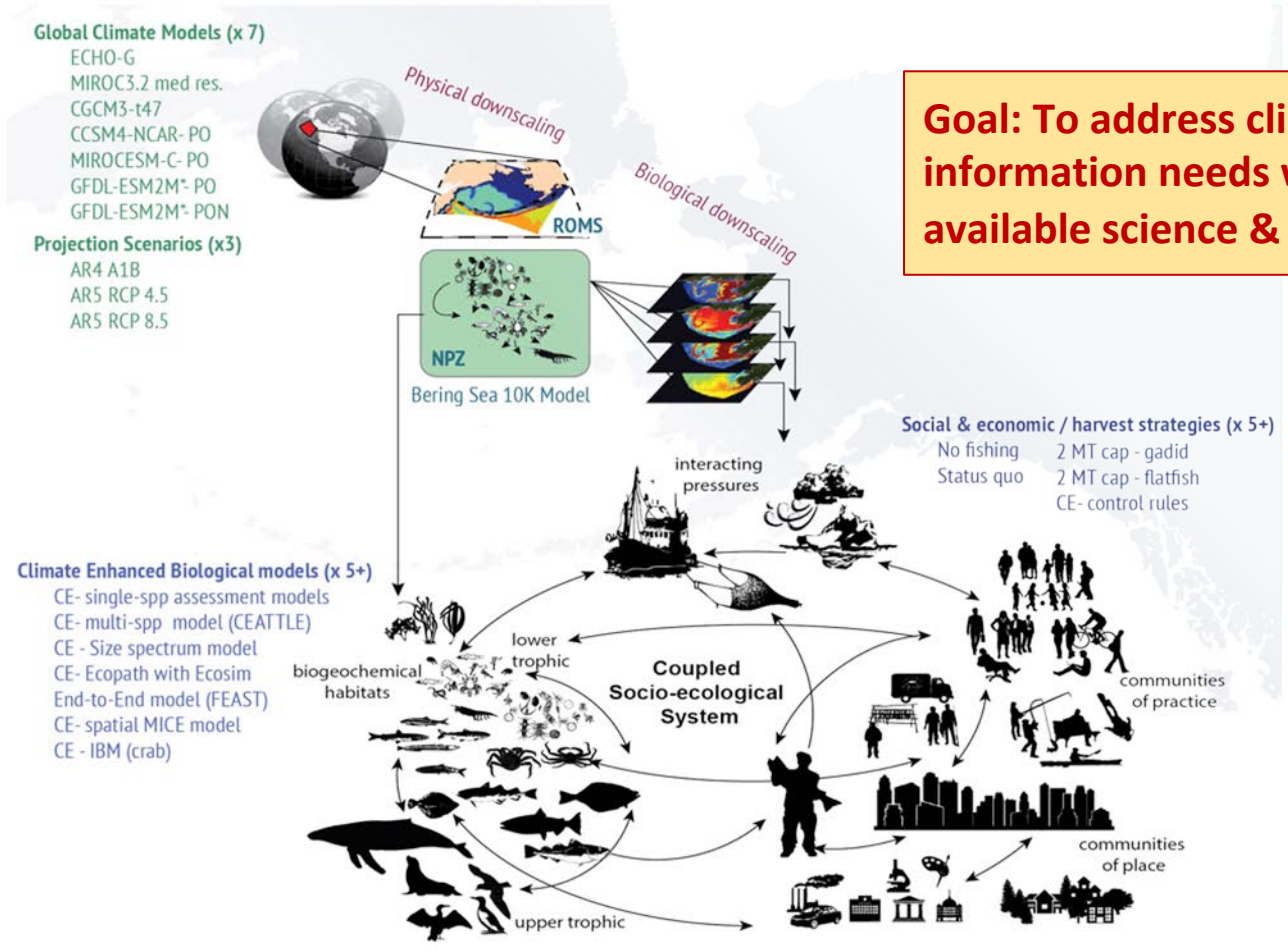 Global Climate Models (x 7)
ECHO-G
MIROC3.2 med res.
CGCM3-t47
CCSM4-NCAR- PO
MIROCESM-C- PO
GFDL-ESM2M*- PO
GFDL-ESM2M*- PON
Projection Scenarios (x3)
AR4 A1B
AR5 RCP 4.5
AR5 RCP 8.5
Physical downscaling
ROMS
Biological downscaling
NPZ
Bering Sea 10K Model
Goal: To address cli
information needs
available science &
Social & economic / harvest strategies (x 5+)
No fishing 2 MT cap - gadid
Status quo 2 MT cap - flatfish
CE- control rules
interacting
pressures
Climate Enhanced Biological models (x 5+)
CE- single-spp assessment models
CE- multi-spp model (CEATTLE)
CE - Size spectrum model
CE- Ecopath with Ecosim
End-to-End model (FEAST)
CE- spatial MICE model
CE - IBM (crab)
biogeochemical
habitats
lower
trophic
Coupled
Socio-ecological
System
communities
of practice
communities
of place
upper trophic